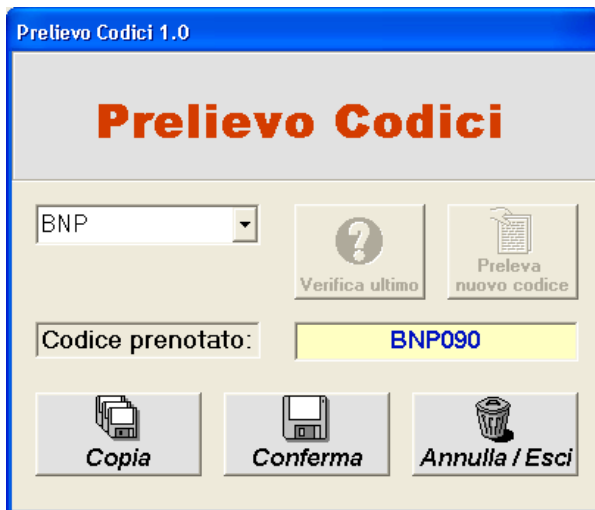 Prelievo Codici 1.0
Prelievo Codici
BNP
Verifica ultimo
Preleva
nuovo codice
Codice prenotato:
BNP090
Copia
Conferma
Annulla / Esci